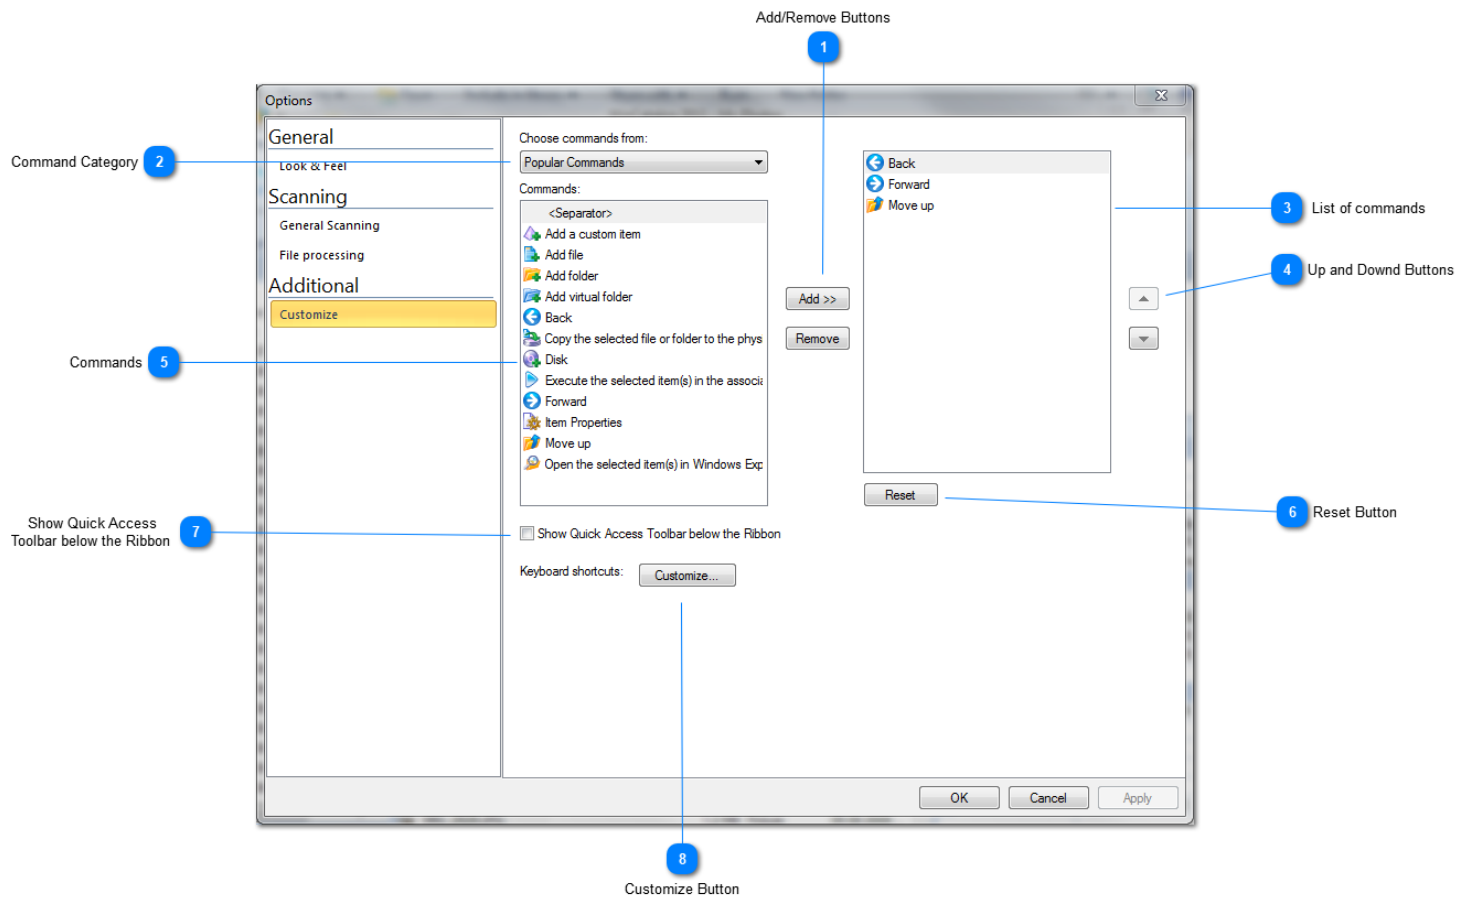 Add/Remove Buttons
1
Options
General
Look & Feel
Scanning
General Scanning
File processing
Additional
Customize
Command Category 2
Choose commands from:
Popular Commands
Commands:
<Separator>
Add a custom item
Add file
Add folder
Add virtual folder
Back
Copy the selected file or folder to the phys
Disk
Execute the selected item(s) in the associa
Forward
Item Properties
Move up
Open the selected item(s) in Windows Exp
Commands 5
Add >>
Remove
Back
Forward
Move up
3 List of commands
4 Up and Downd Buttons
Reset
6 Reset Button
Show Quick Access
Toolbar below the Ribbon
7
Show Quick Access Toolbar below the Ribbon
Keyboard shortcuts:
Customize...
OK
Cancel
Apply
8
Customize Button